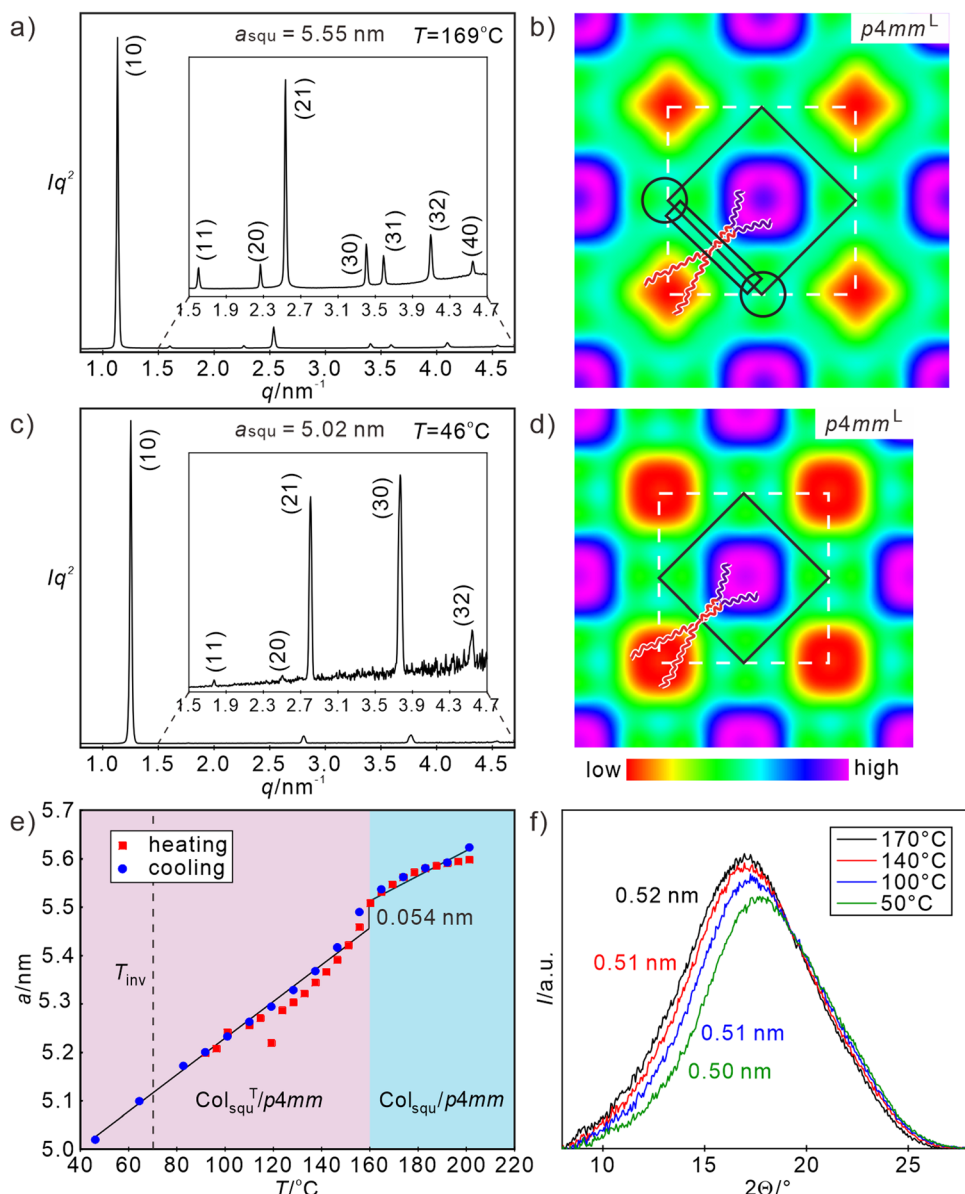 a)
a_squ = 5.55 nm
T=169°C
(10)
(11)
(20)
(21)
(30)
(31)
(32)
(40)
1.5 1.9 2.3 2.7 3.1 3.5 3.9 4.3 4.7
Iq²
1.0 1.5 2.0 2.5 3.0 3.5 4.0 4.5
q/nm⁻¹
b)
p4mm^L
c)
a_squ = 5.02 nm
T=46°C
(10)
(11)
(20)
(21)
(30)
(32)
1.5 1.9 2.3 2.7 3.1 3.5 3.9 4.3 4.7
Iq²
1.0 1.5 2.0 2.5 3.0 3.5 4.0 4.5
q/nm⁻¹
d)
p4mm^L
low
high
e)
5.7
5.6
5.5
5.4
5.3
5.2
5.1
5.0
a/nm
heating
cooling
0.054 nm
T_inv
Col_squ^T/p4mm
Col_squ/p4mm
40 60 80 100 120 140 160 180 200 220
T/°C
f)
170°C
140°C
100°C
50°C
0.52 nm
0.51 nm
0.51 nm
0.50 nm
I/a.u.
10 15 20 25
2Θ/°